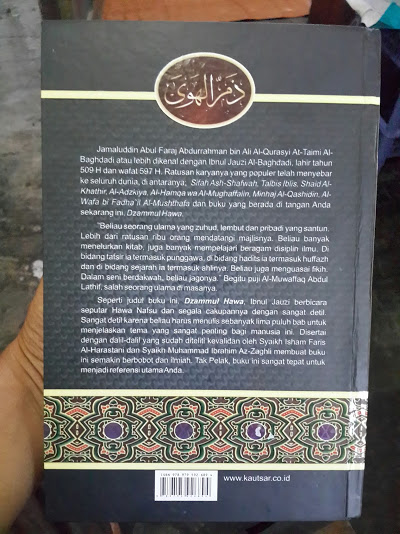 ذَمُّ الْهَوَى
Jamaluddin Abul Faraj Abdurrahman bin Ali Al-Qurasyi At-Taimi Al-
Baghdadi atau lebih dikenal dengan Ibnul Jauzi Al-Baghdadi, lahir tahun
509 H dan wafat 597 H. Ratusan karyanya yang populer telah menyebar
ke seluruh dunia, di antaranya, Sifah Ash-Shafwah, Talbis Iblis, Shaid Al-
Khathir, Al-Adzkiya, Al-Hamqa wa Al-Mughaffalin, Minhaj Al-Qashidin, Al-
Wafa bi Fadha'il Al-Mushthafa dan buku yang berada di tangan Anda
sekarang ini, Dzammul Hawa.
"Beliau seorang ulama yang zuhud, lembut dan pribadi yang santun.
Lebih dari ratusan ribu orang mendatangi majlisnya. Beliau banyak
menelurkan kitab, juga banyak mempelajari beragam disiplin ilmu. Di
bidang tafsir ia termasuk punggawa, di bidang hadits ia termasuk huffazh
dan di bidang sejarah ia termasuk ahlinya. Beliau juga menguasai fikih.
Dalam seni berdakwah, beliau jagonya." Begitu puji Al-Muwaffaq Abdul
Lathif, salah seorang ulama di masanya.
Seperti judul buku ini, Dzammul Hawa, Ibnul Jauzi berbicara
seputar Hawa Nafsu dan segala cakupannya dengan sangat detil.
Sangat detil karena beliau harus menulis sebanyak lima puluh bab untuk
menjelaskan tema yang sangat penting bagi manusia ini. Disertai
dengan dalil-dalil yang sudah diteliti kevalidan oleh Syaikh Isham Faris
Al-Harastani dan Syaikh Muhammad Ibrahim Az-Zaghli membuat buku
ini semakin berbobot dan Ilmiah. Tak Pelak, buku ini sangat tepat untuk
menjadi referensi utama Anda.
www.kautsar.co.id